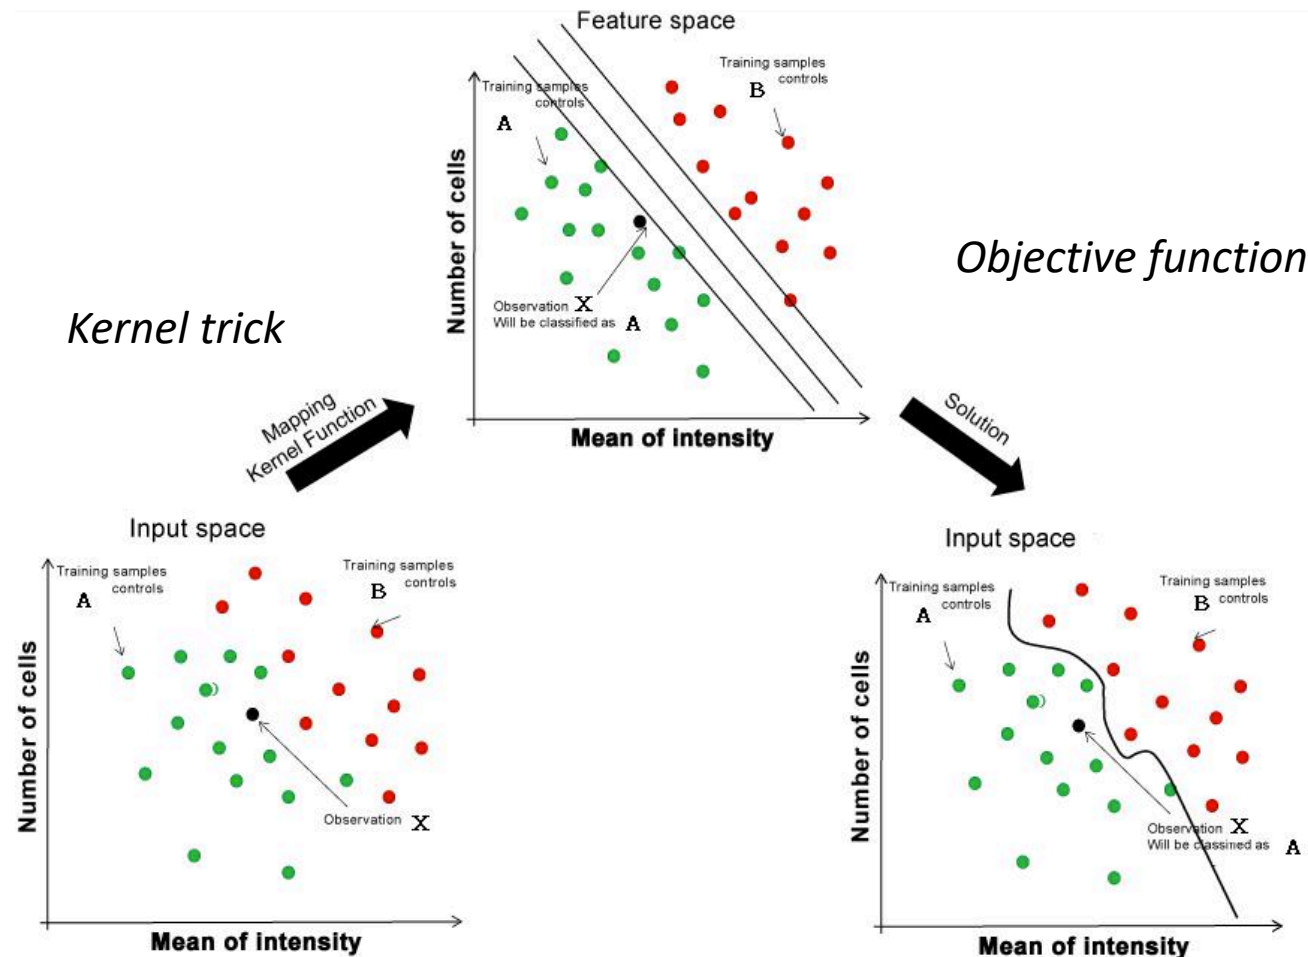 Feature space
Training samples
controls
A
Training samples
controls
B
Number of cells
Observation X
Will be classified as A
Mean of intensity
Kernel trick
Objective function
Mapping
Kernel Function
Solution
Input space
Training samples
controls
A
Training samples
controls
B
Number of cells
Observation X
Mean of intensity
Input space
Training samples
controls
A
Training samples
controls
B
Number of cells
Observation X
Will be classified as A
Mean of intensity